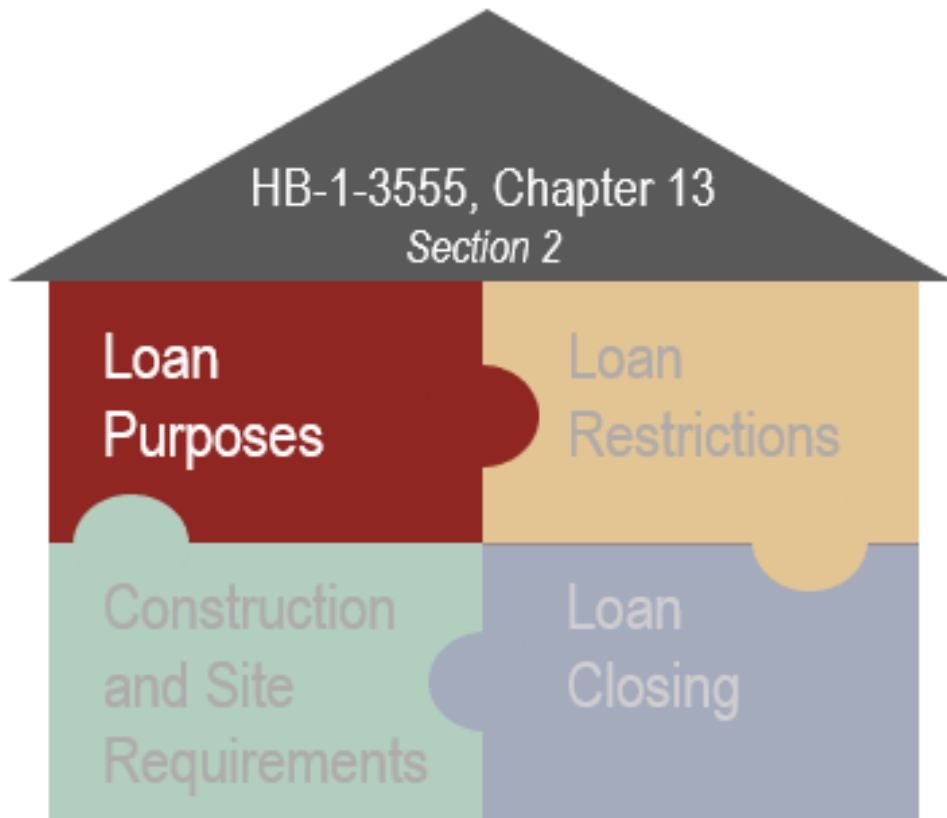 HB-1-3555, Chapter 13
Section 2
Loan
Purposes
Loan
Restrictions
Construction
and Site
Requirements
Loan
Closing